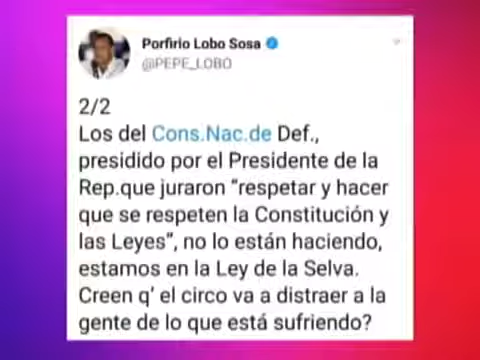 Porfirio Lobo Sosa
@PEPE_LOBO
2/2
Los del Cons.Nac.de Def.,
presidido por el Presidente de la
Rep.que juraron “respetar y hacer
que se respeten la Constitución y
las Leyes”, no lo están haciendo,
estamos en la Ley de la Selva.
Creen q’ el circo va a distraer a la
gente de lo que está sufriendo?